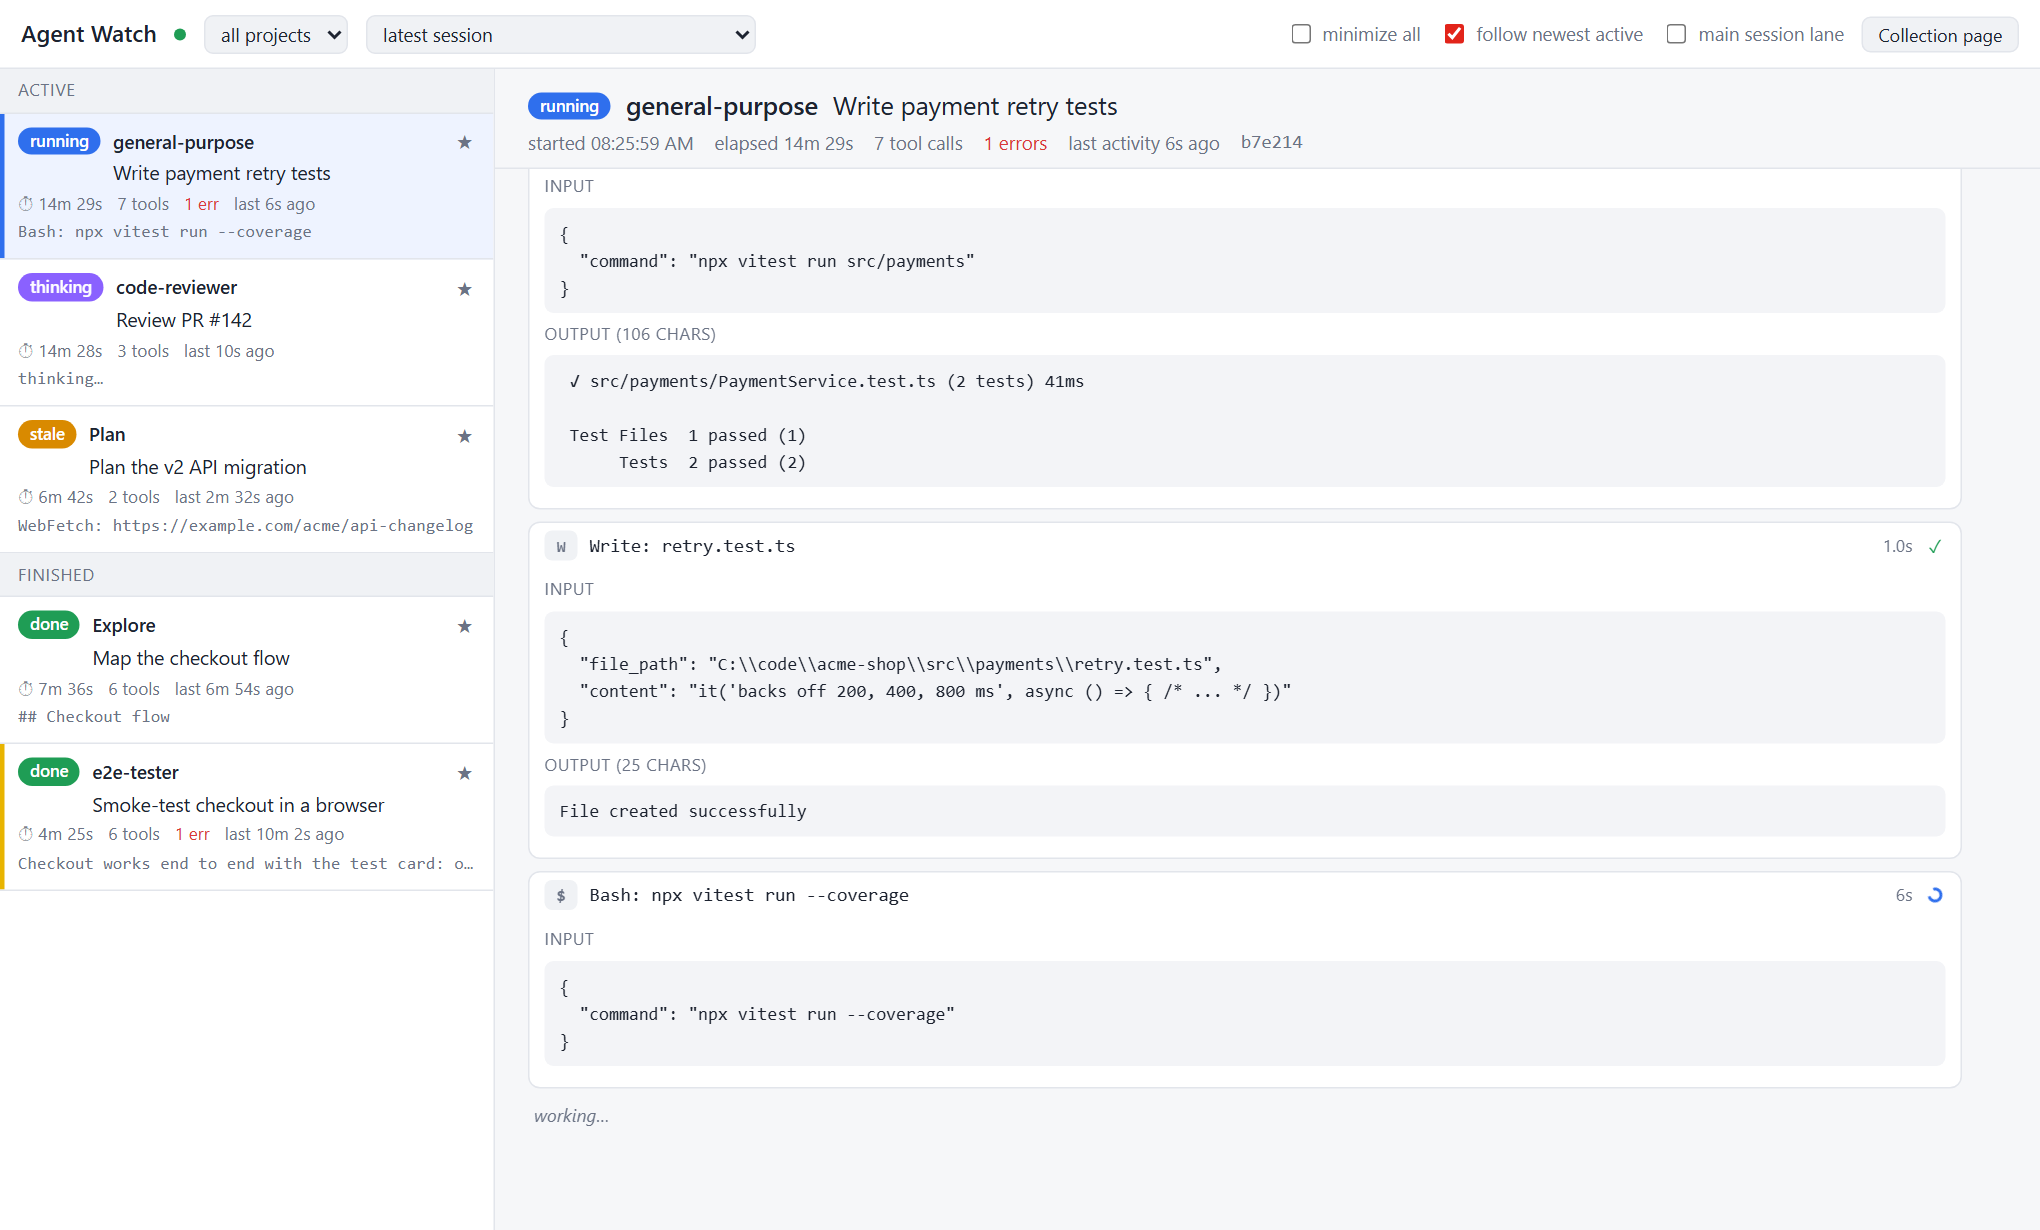 Agent Watch
all projects
latest session
minimize all
follow newest active
main session lane
Collection page
ACTIVE
running general-purpose ★
Write payment retry tests
⏱ 14m 29s 7 tools 1 err last 6s ago
Bash: npx vitest run --coverage
thinking code-reviewer ★
Review PR #142
⏱ 14m 28s 3 tools last 10s ago
thinking…
stale Plan ★
Plan the v2 API migration
⏱ 6m 42s 2 tools last 2m 32s ago
WebFetch: https://example.com/acme/api-changelog
FINISHED
done Explore ★
Map the checkout flow
⏱ 7m 36s 6 tools last 6m 54s ago
## Checkout flow
done e2e-tester ★
Smoke-test checkout in a browser
⏱ 4m 25s 6 tools 1 err last 10m 2s ago
Checkout works end to end with the test card: o…
running general-purpose Write payment retry tests
started 08:25:59 AM elapsed 14m 29s 7 tool calls 1 errors last activity 6s ago b7e214
INPUT
{
  "command": "npx vitest run src/payments"
}
OUTPUT (106 CHARS)
✓ src/payments/PaymentService.test.ts (2 tests) 41ms
Test Files  1 passed (1)
     Tests  2 passed (2)
W Write: retry.test.ts 1.0s ✓
INPUT
{
  "file_path": "C:\\code\\acme-shop\\src\\payments\\retry.test.ts",
  "content": "it('backs off 200, 400, 800 ms', async () => { /* ... */ })"
}
OUTPUT (25 CHARS)
File created successfully
$ Bash: npx vitest run --coverage 6s
INPUT
{
  "command": "npx vitest run --coverage"
}
working…